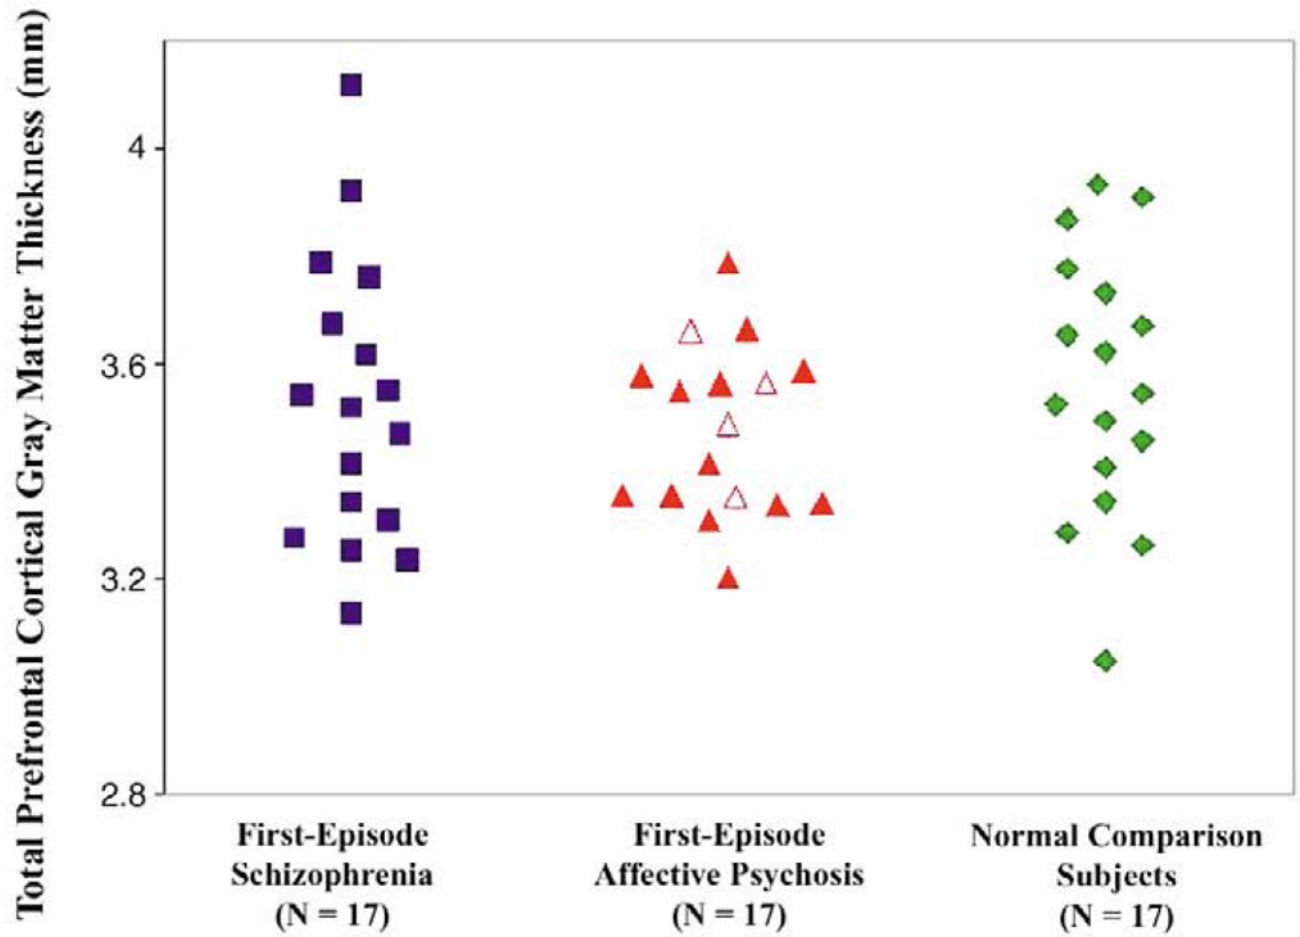 Total Prefrontal Cortical Gray Matter Thickness (mm)
4
3.6
3.2
2.8
First-Episode
Schizophrenia
(N = 17)
First-Episode
Affective Psychosis
(N = 17)
Normal Comparison
Subjects
(N = 17)